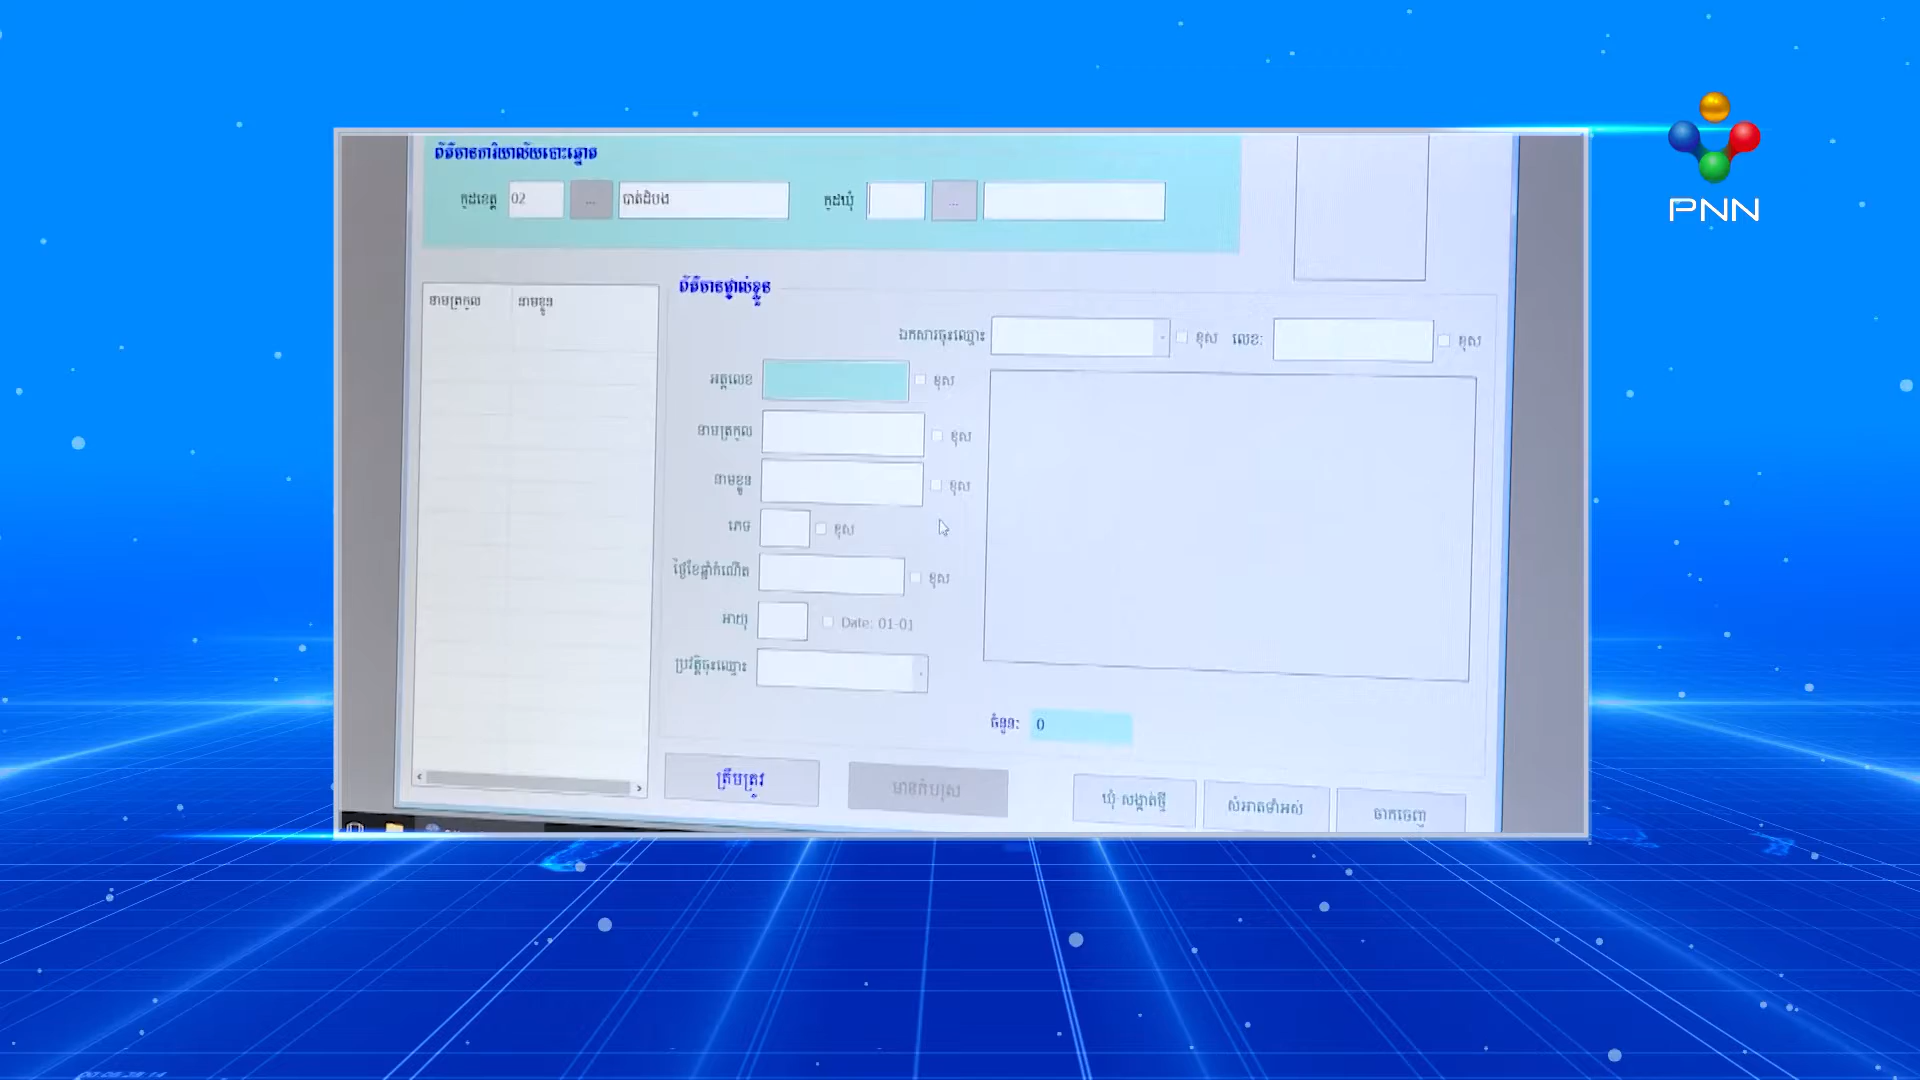 PNN
ព័ត៌មានការិយាល័យបោះឆ្នោត
កូដខេត្ត 02 ... បាត់ដំបង កូដឃុំ ...
ព័ត៌មានផ្ទាល់ខ្លួន
នាមត្រកូល នាមខ្លួន
ឯកសារចុះឈ្មោះ ខុស លេខ: ខុស
អត្តលេខ ខុស
នាមត្រកូល ខុស
នាមខ្លួន ខុស
ភេទ ខុស
ថ្ងៃខែឆ្នាំកំណើត ខុស
អាយុ Date: 01-01
ប្រវត្តិចុះឈ្មោះ
ចំនួន: 0
ត្រឹមត្រូវ មានកំហុស ឃុំ សង្កាត់ថ្មី សំអាតទាំអស់ ចាកចេញ